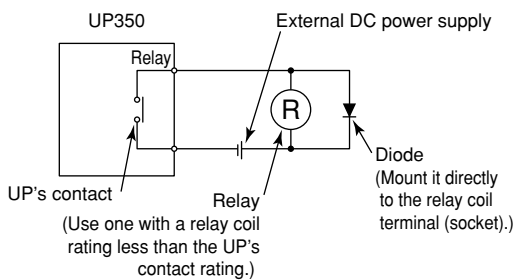 UP350
External DC power supply
Relay
R
Diode
(Mount it directly
to the relay coil
terminal (socket).)
UP's contact
Relay
(Use one with a relay coil
rating less than the UP's
contact rating.)